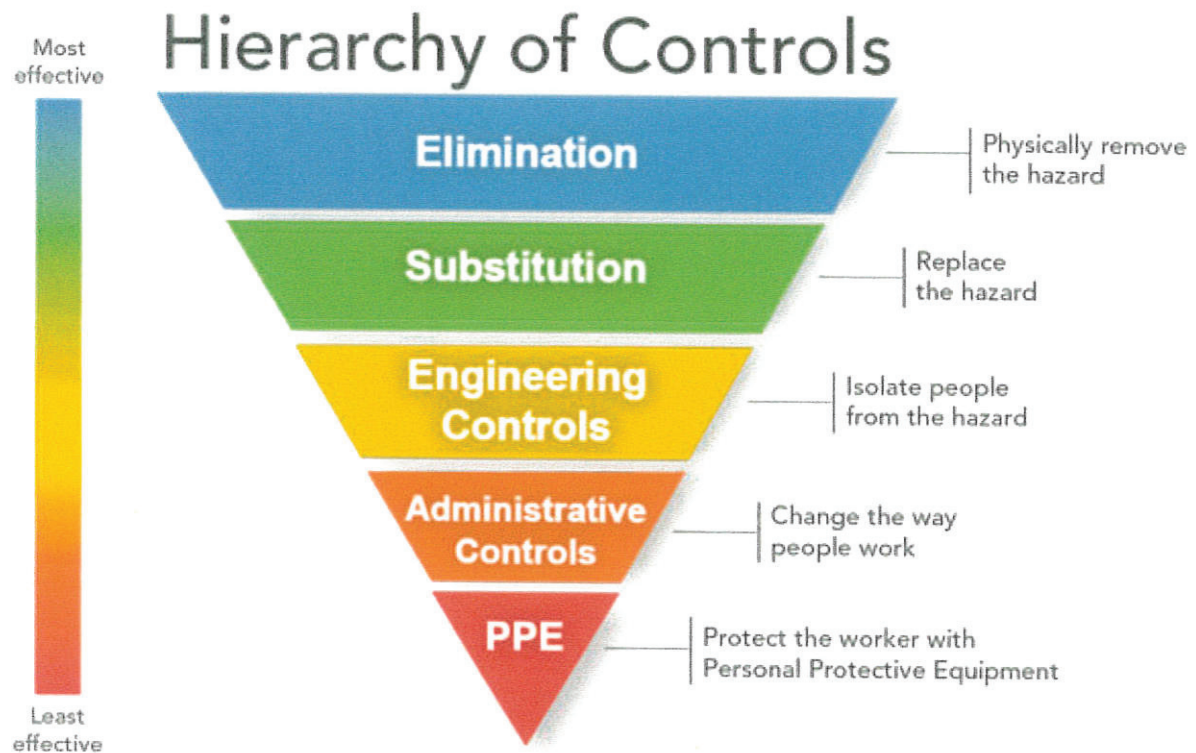 Hierarchy of Controls
Most
effective
Elimination
Physically remove
the hazard
Substitution
Replace
the hazard
Engineering
Controls
Isolate people
from the hazard
Administrative
Controls
Change the way
people work
PPE
Protect the worker with
Personal Protective Equipment
Least
effective